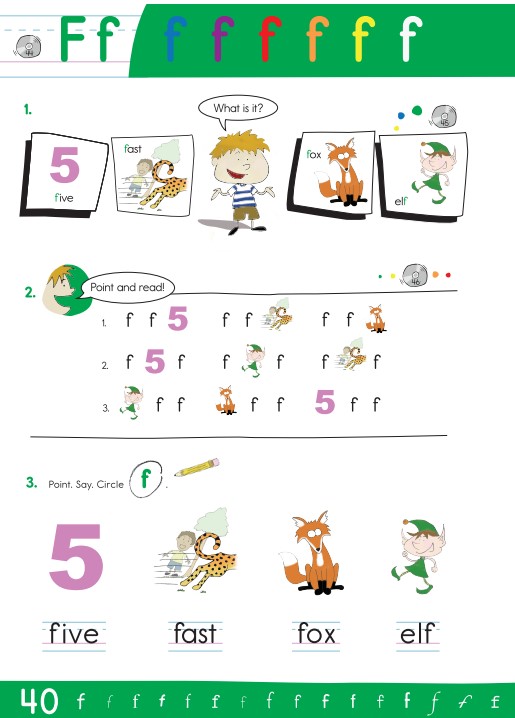 44 Ff f f f f f f
1.
What is it?
45
5
five
fast
fox
elf
2.
Point and read!
46
1. f f 5 f f f f
2. f 5 f f f f f
3. f f f f 5 f f
3. Point. Say. Circle f.
5
five fast fox elf
40 f f f f f f f f f f f f f f f f f f